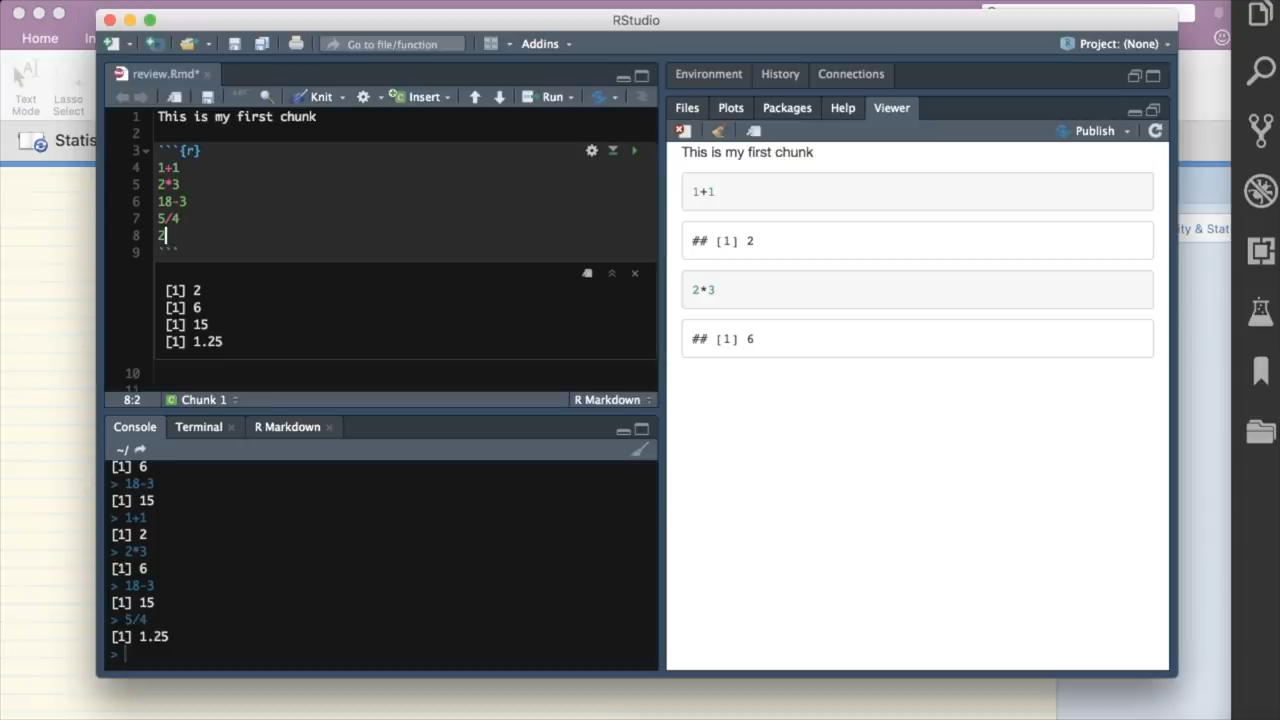 RStudio
Home
In
Text
Mode
Lasso
Select
Statis
ity & Stat
Go to file/function
Addins
Project: (None)
review.Rmd*
Knit
Insert
Run
1 This is my first chunk
2
3 ```{r}
4 1+1
5 2*3
6 18-3
7 5/4
8 2
9 ```
[1] 2
[1] 6
[1] 15
[1] 1.25
10
11
8:2 Chunk 1 R Markdown
Console Terminal R Markdown
~/
[1] 6
> 18-3
[1] 15
> 1+1
[1] 2
> 2*3
[1] 6
> 18-3
[1] 15
> 5/4
[1] 1.25
>
Environment History Connections
Files Plots Packages Help Viewer
Publish
This is my first chunk
1+1
## [1] 2
2*3
## [1] 6